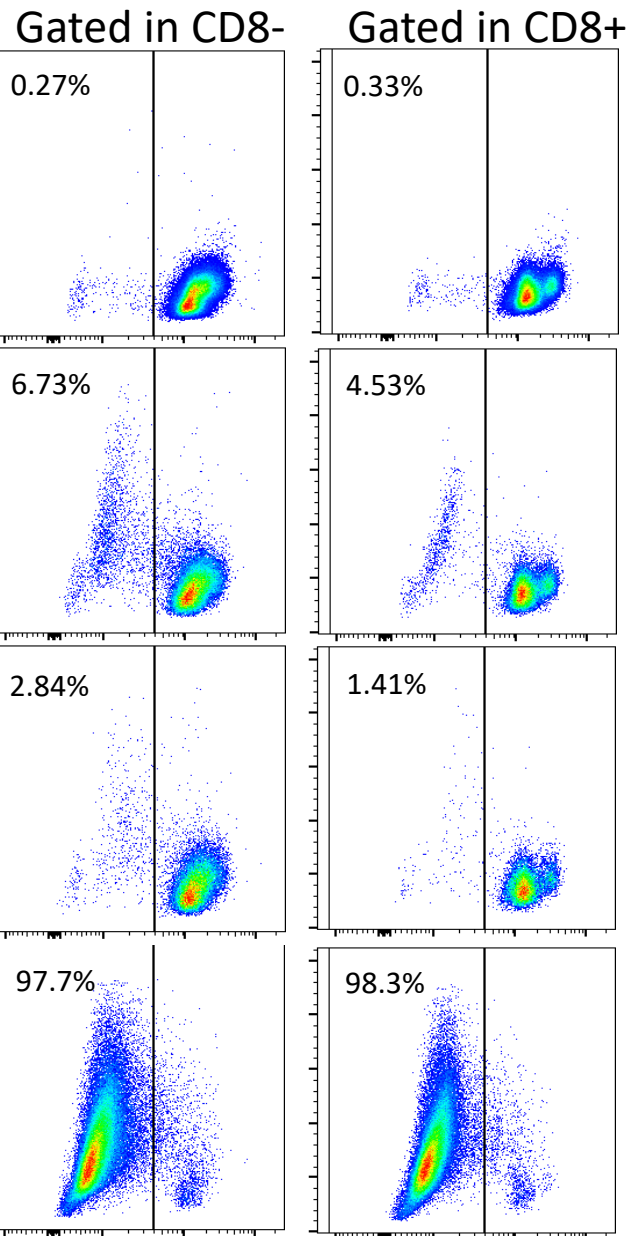 Gated in CD8- Gated in CD8+
0.27% 0.33%
6.73% 4.53%
2.84% 1.41%
97.7% 98.3%